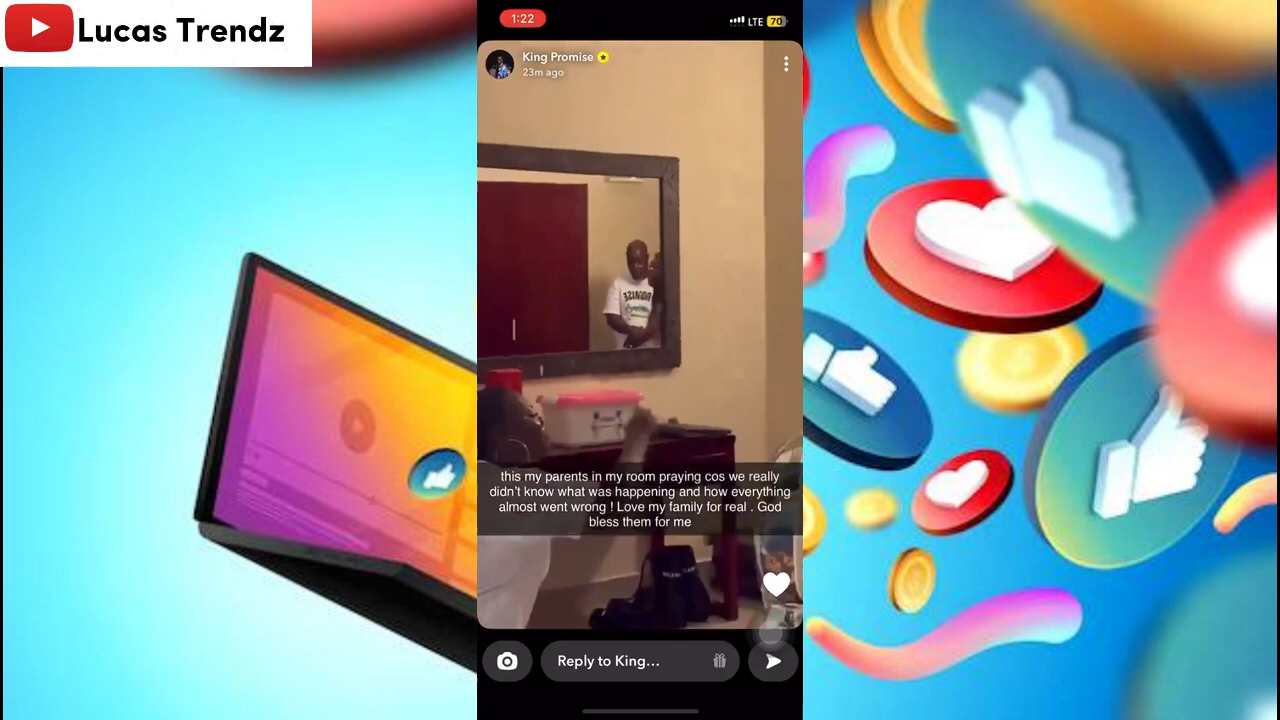 Lucas Trendz
1:22
LTE 70
King Promise
23m ago
this my parents in my room praying cos we really
didn't know what was happening and how everything
almost went wrong ! Love my family for real . God
bless them for me
Reply to King...